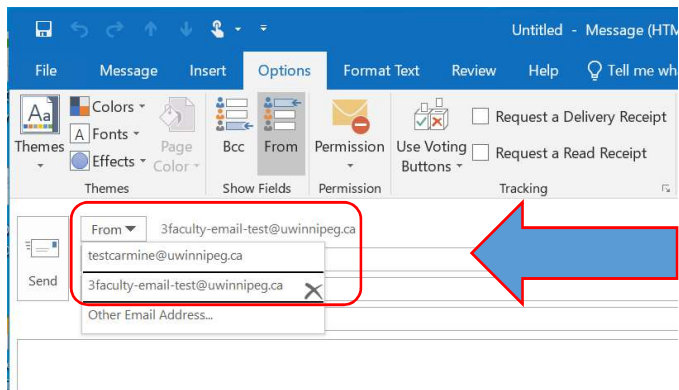 Untitled - Message (HTM
File Message Insert Options Format Text Review Help Tell me wh
Aa
Colors
A Fonts
Effects
Themes
Page
Color
Bcc
From
Permission
Use Voting
Buttons
Request a Delivery Receipt
Request a Read Receipt
Themes Show Fields Permission Tracking
From 3faculty-email-test@uwinnipeg.ca
testcarmine@uwinnipeg.ca
3faculty-email-test@uwinnipeg.ca
Other Email Address...
Send